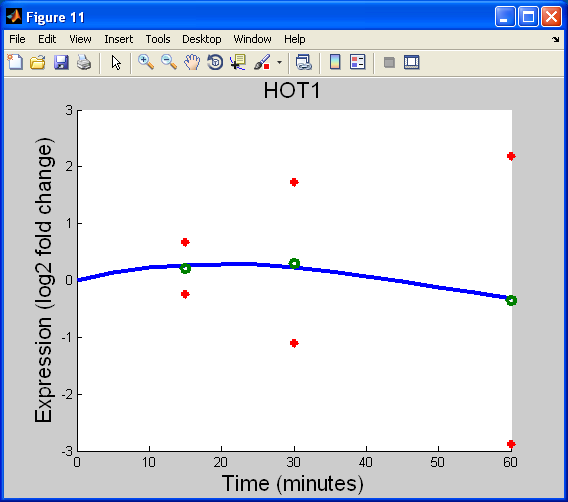 Figure 11
File Edit View Insert Tools Desktop Window Help
HOT1
3
2
1
0
-1
-2
-3
Expression (log2 fold change)
0 10 20 30 40 50 60
Time (minutes)